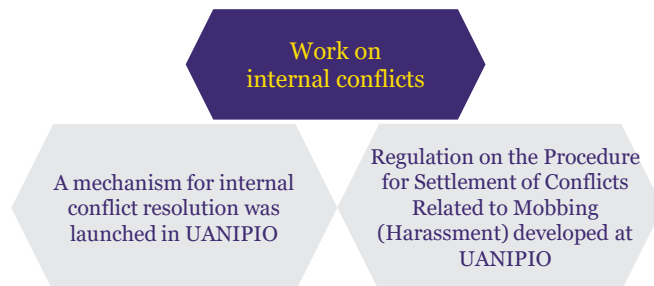 Work on
internal conflicts
A mechanism for internal
conflict resolution was
launched in UANIPIO
Regulation on the Procedure
for Settlement of Conflicts
Related to Mobbing
(Harassment) developed at
UANIPIO